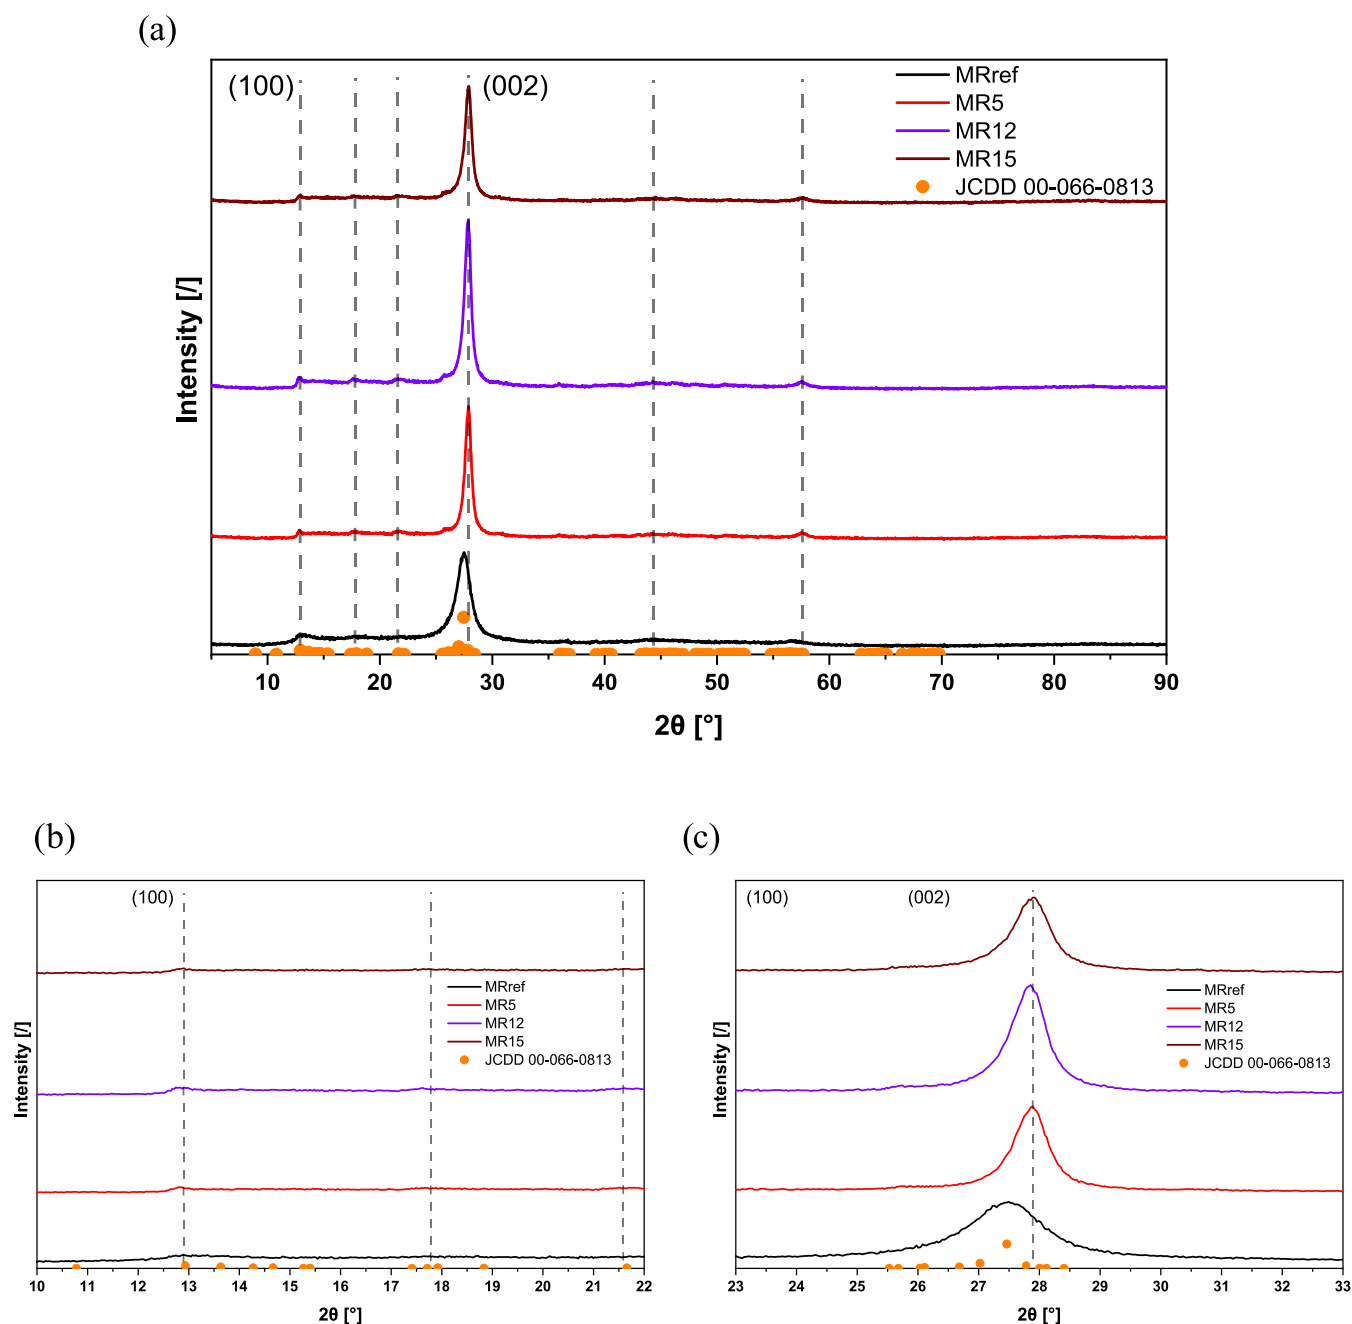 (a)
(100)
(002)
MRref
MR5
MR12
MR15
JCDD 00-066-0813
Intensity [/]
10 20 30 40 50 60 70 80 90
2θ [°]
(b)
(100)
MRref
MR5
MR12
MR15
JCDD 00-066-0813
Intensity [/]
10 11 12 13 14 15 16 17 18 19 20 21 22
2θ [°]
(c)
(100)
(002)
MRref
MR5
MR12
MR15
JCDD 00-066-0813
Intensity [/]
23 24 25 26 27 28 29 30 31 32 33
2θ [°]